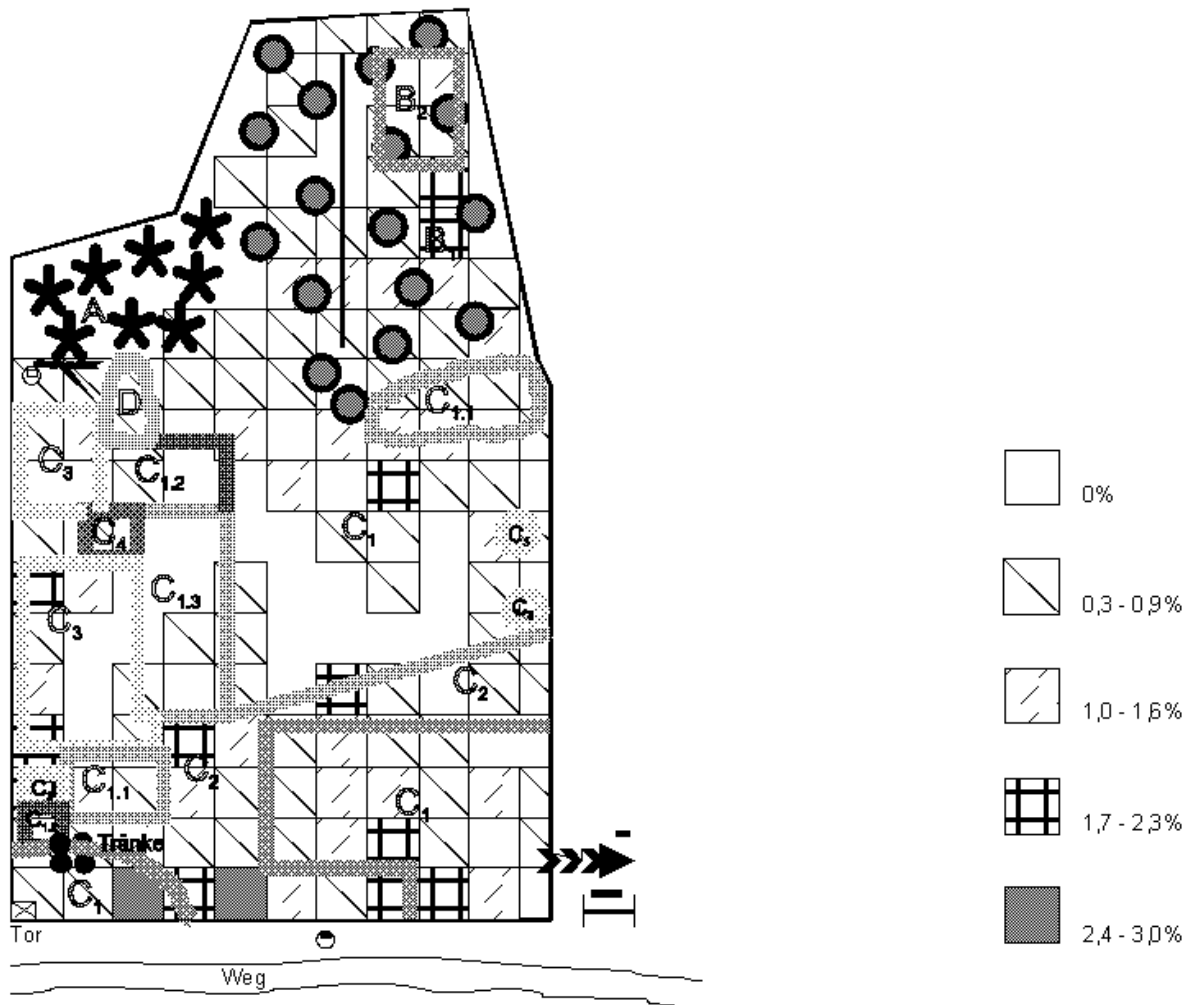 B2
B1
A
D
C1.1
C3
C1.2
C4
C1
C5
C1.3
C3
C2
C1.1
C2
C1
Tränke
C1
Tor
Weg
0%
0,3 - 0,9%
1,0 - 1,6%
1,7 - 2,3%
2,4 - 3,0%